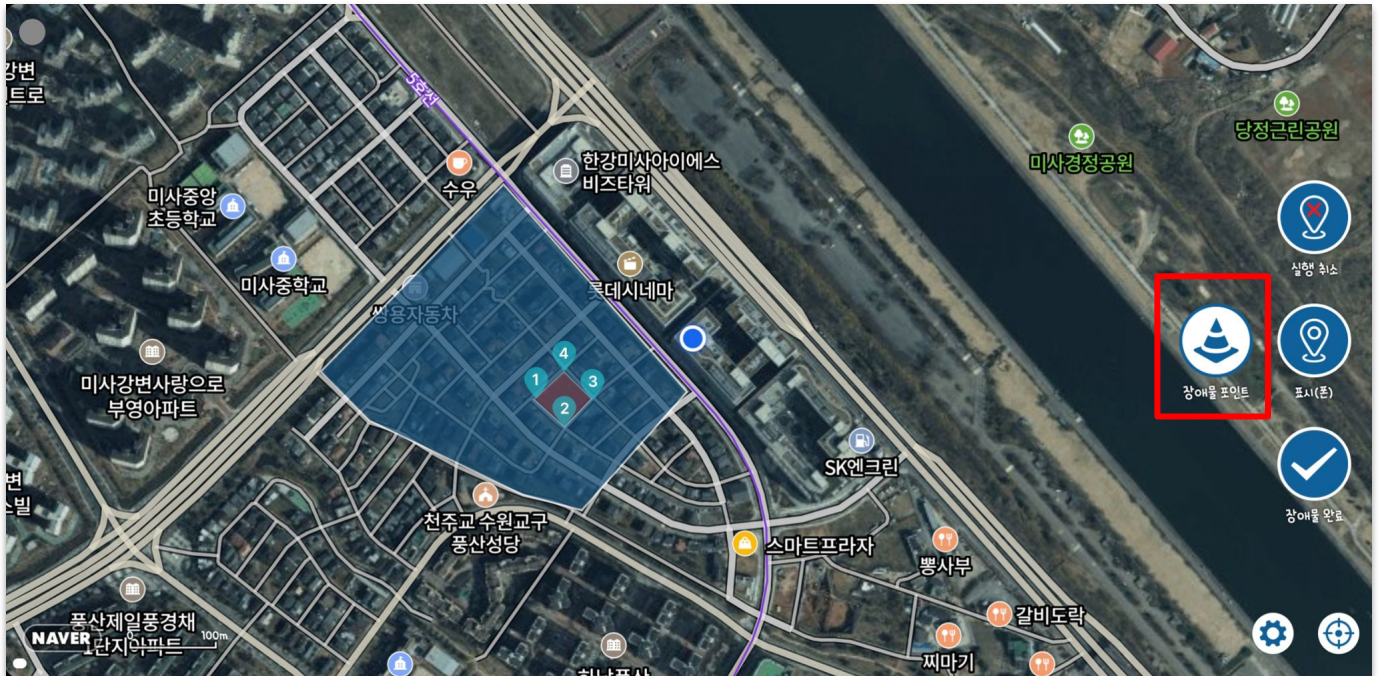 강변
트로
5호선
한강미사아이에스
비즈타워
수우
미사중앙
초등학교
미사중학교
롯데시네마
쌍용자동차
미사경정공원
당정근린공원
실행 취소
장애물 포인트
표시(폰)
장애물 완료
4
1
3
2
미사강변사랑으로
부영아파트
SK엔크린
변
스빌
천주교 수원교구
풍산성당
스마트프라자
뽕사부
갈비도락
찌마기
풍산제일풍경채
1단지아파트
NAVER
0
100m